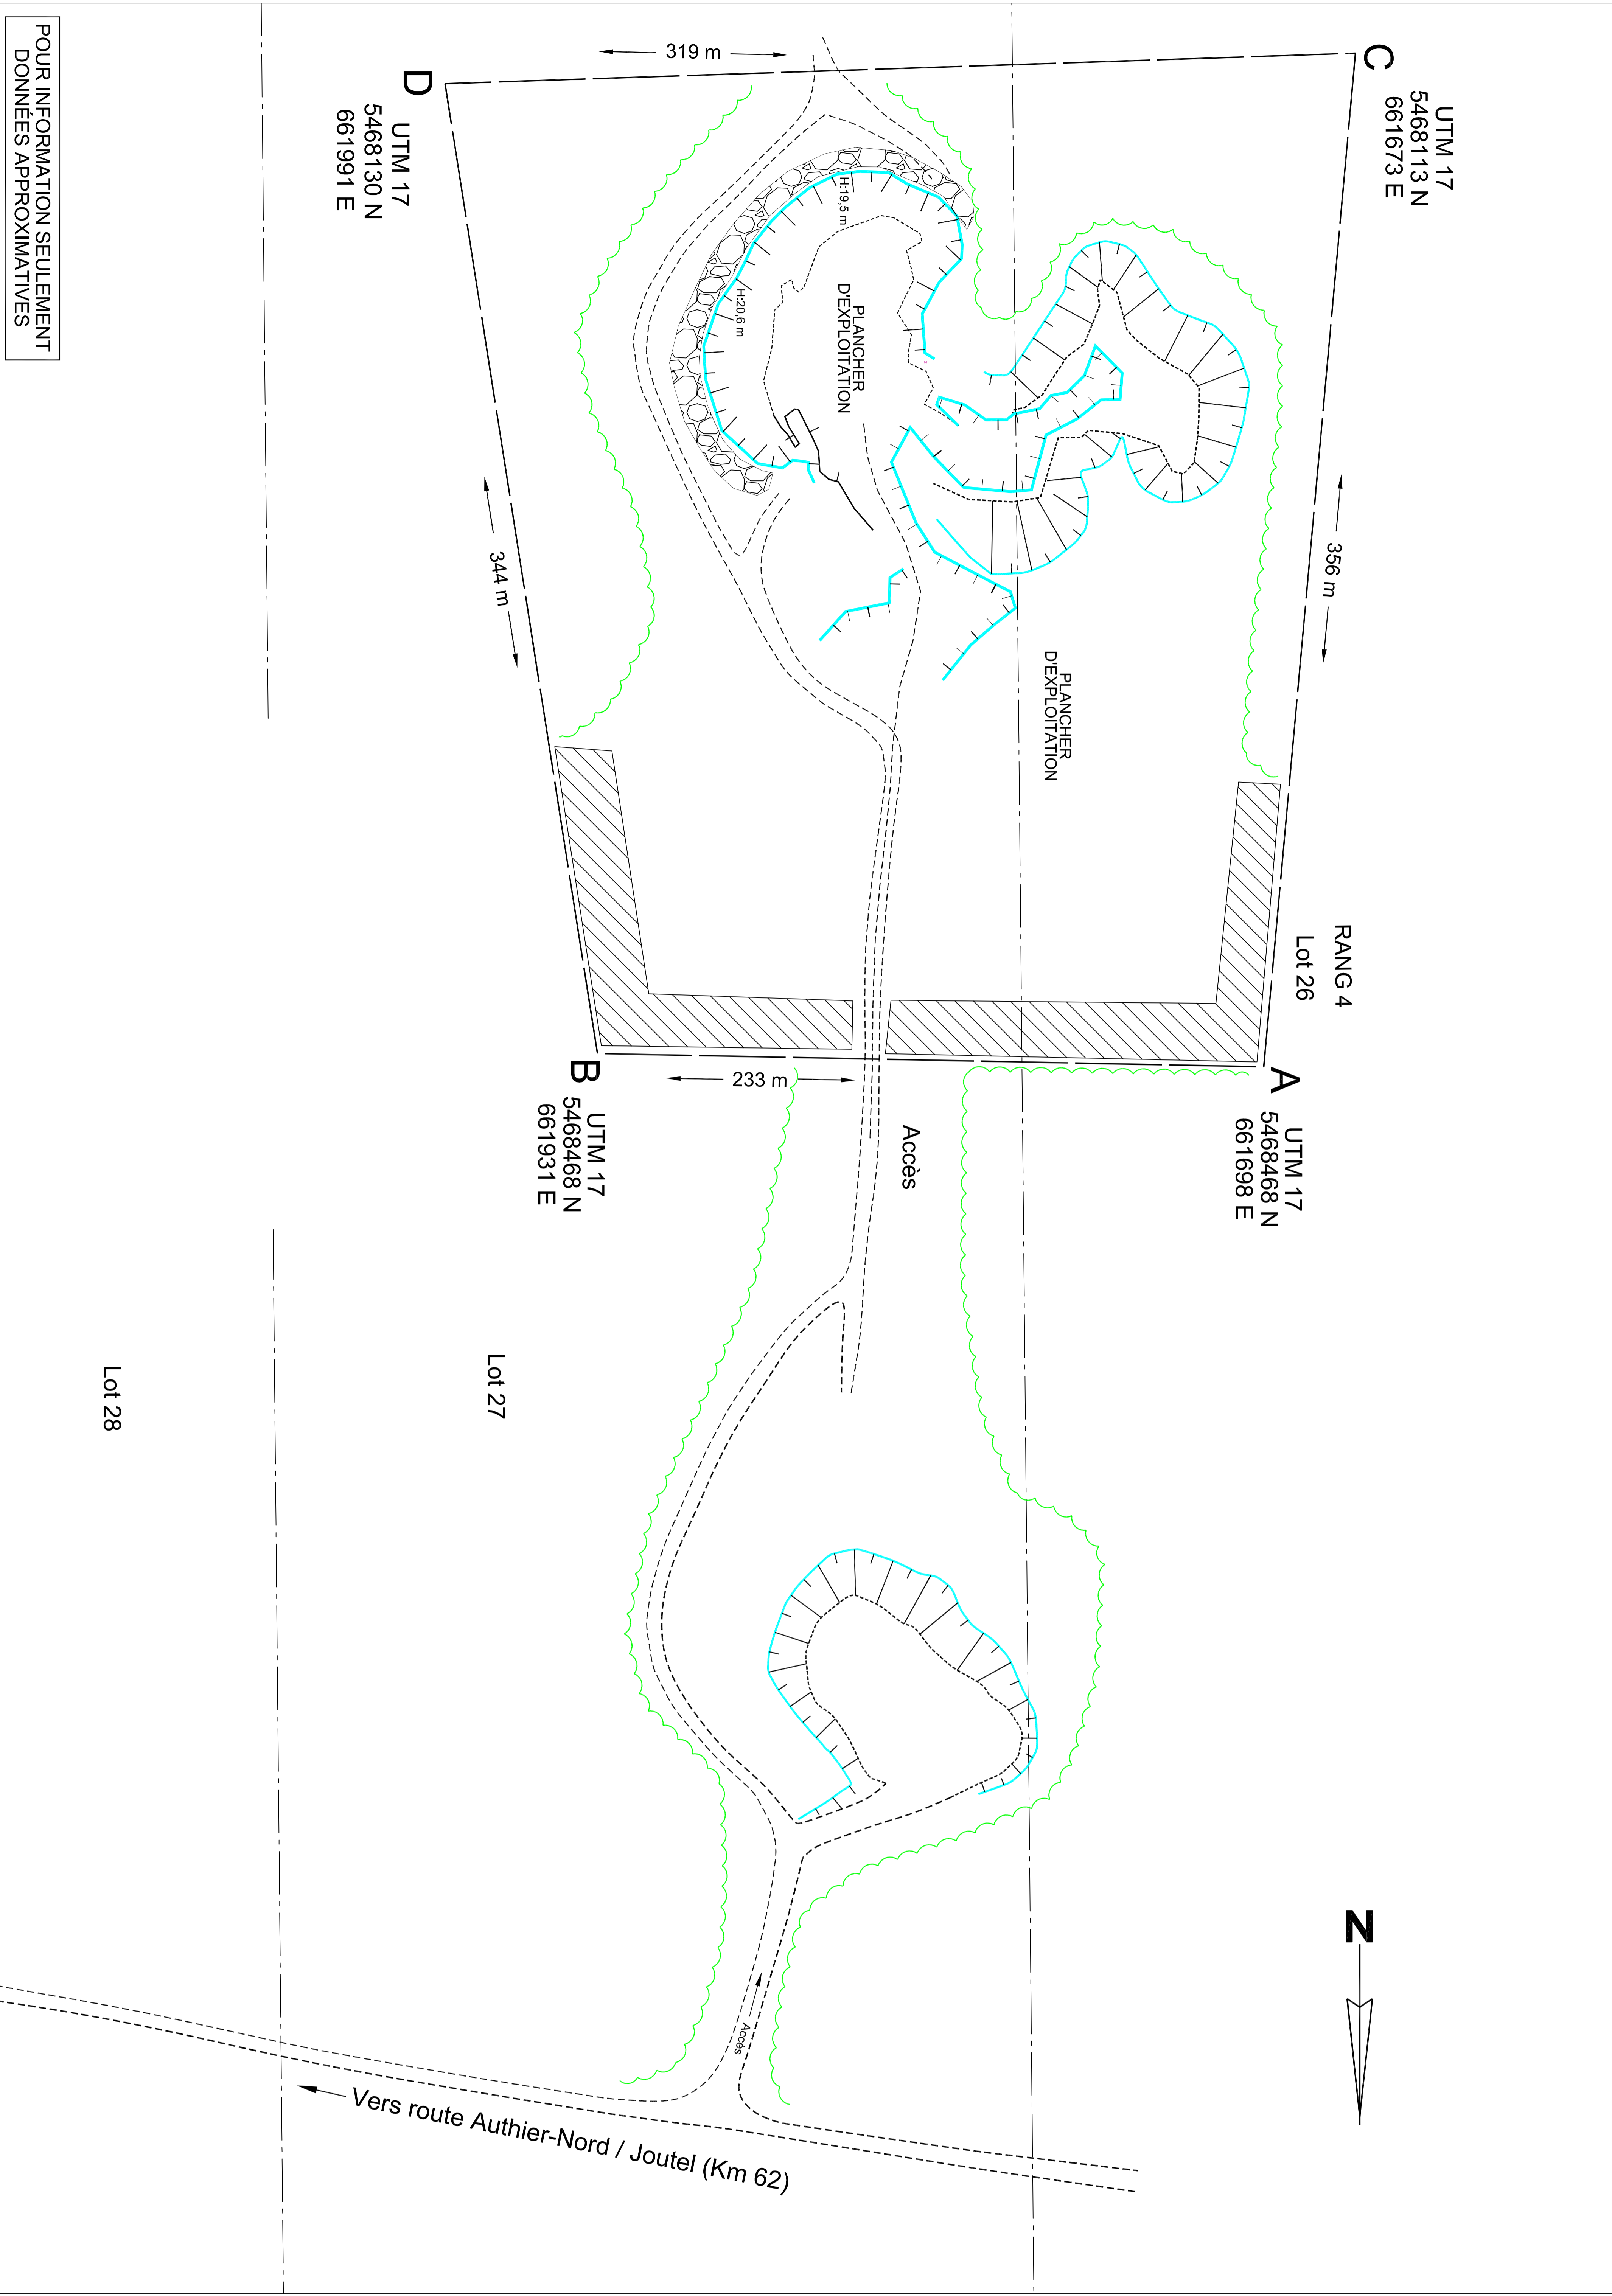 C
UTM 17
5468113 N
661673 E
319 m
D
UTM 17
5468130 N
661991 E
POUR INFORMATION SEULEMENT
DONNÉES APPROXIMATIVES
H:19,5 m
H:20,6 m
PLANCHER
D'EXPLOITATION
356 m
344 m
PLANCHER
D'EXPLOITATION
RANG 4
Lot 26
A
UTM 17
5468468 N
661698 E
233 m
B
UTM 17
5468468 N
661931 E
Accès
Lot 27
Lot 28
N
Accès
Vers route Authier-Nord / Joutel (Km 62)